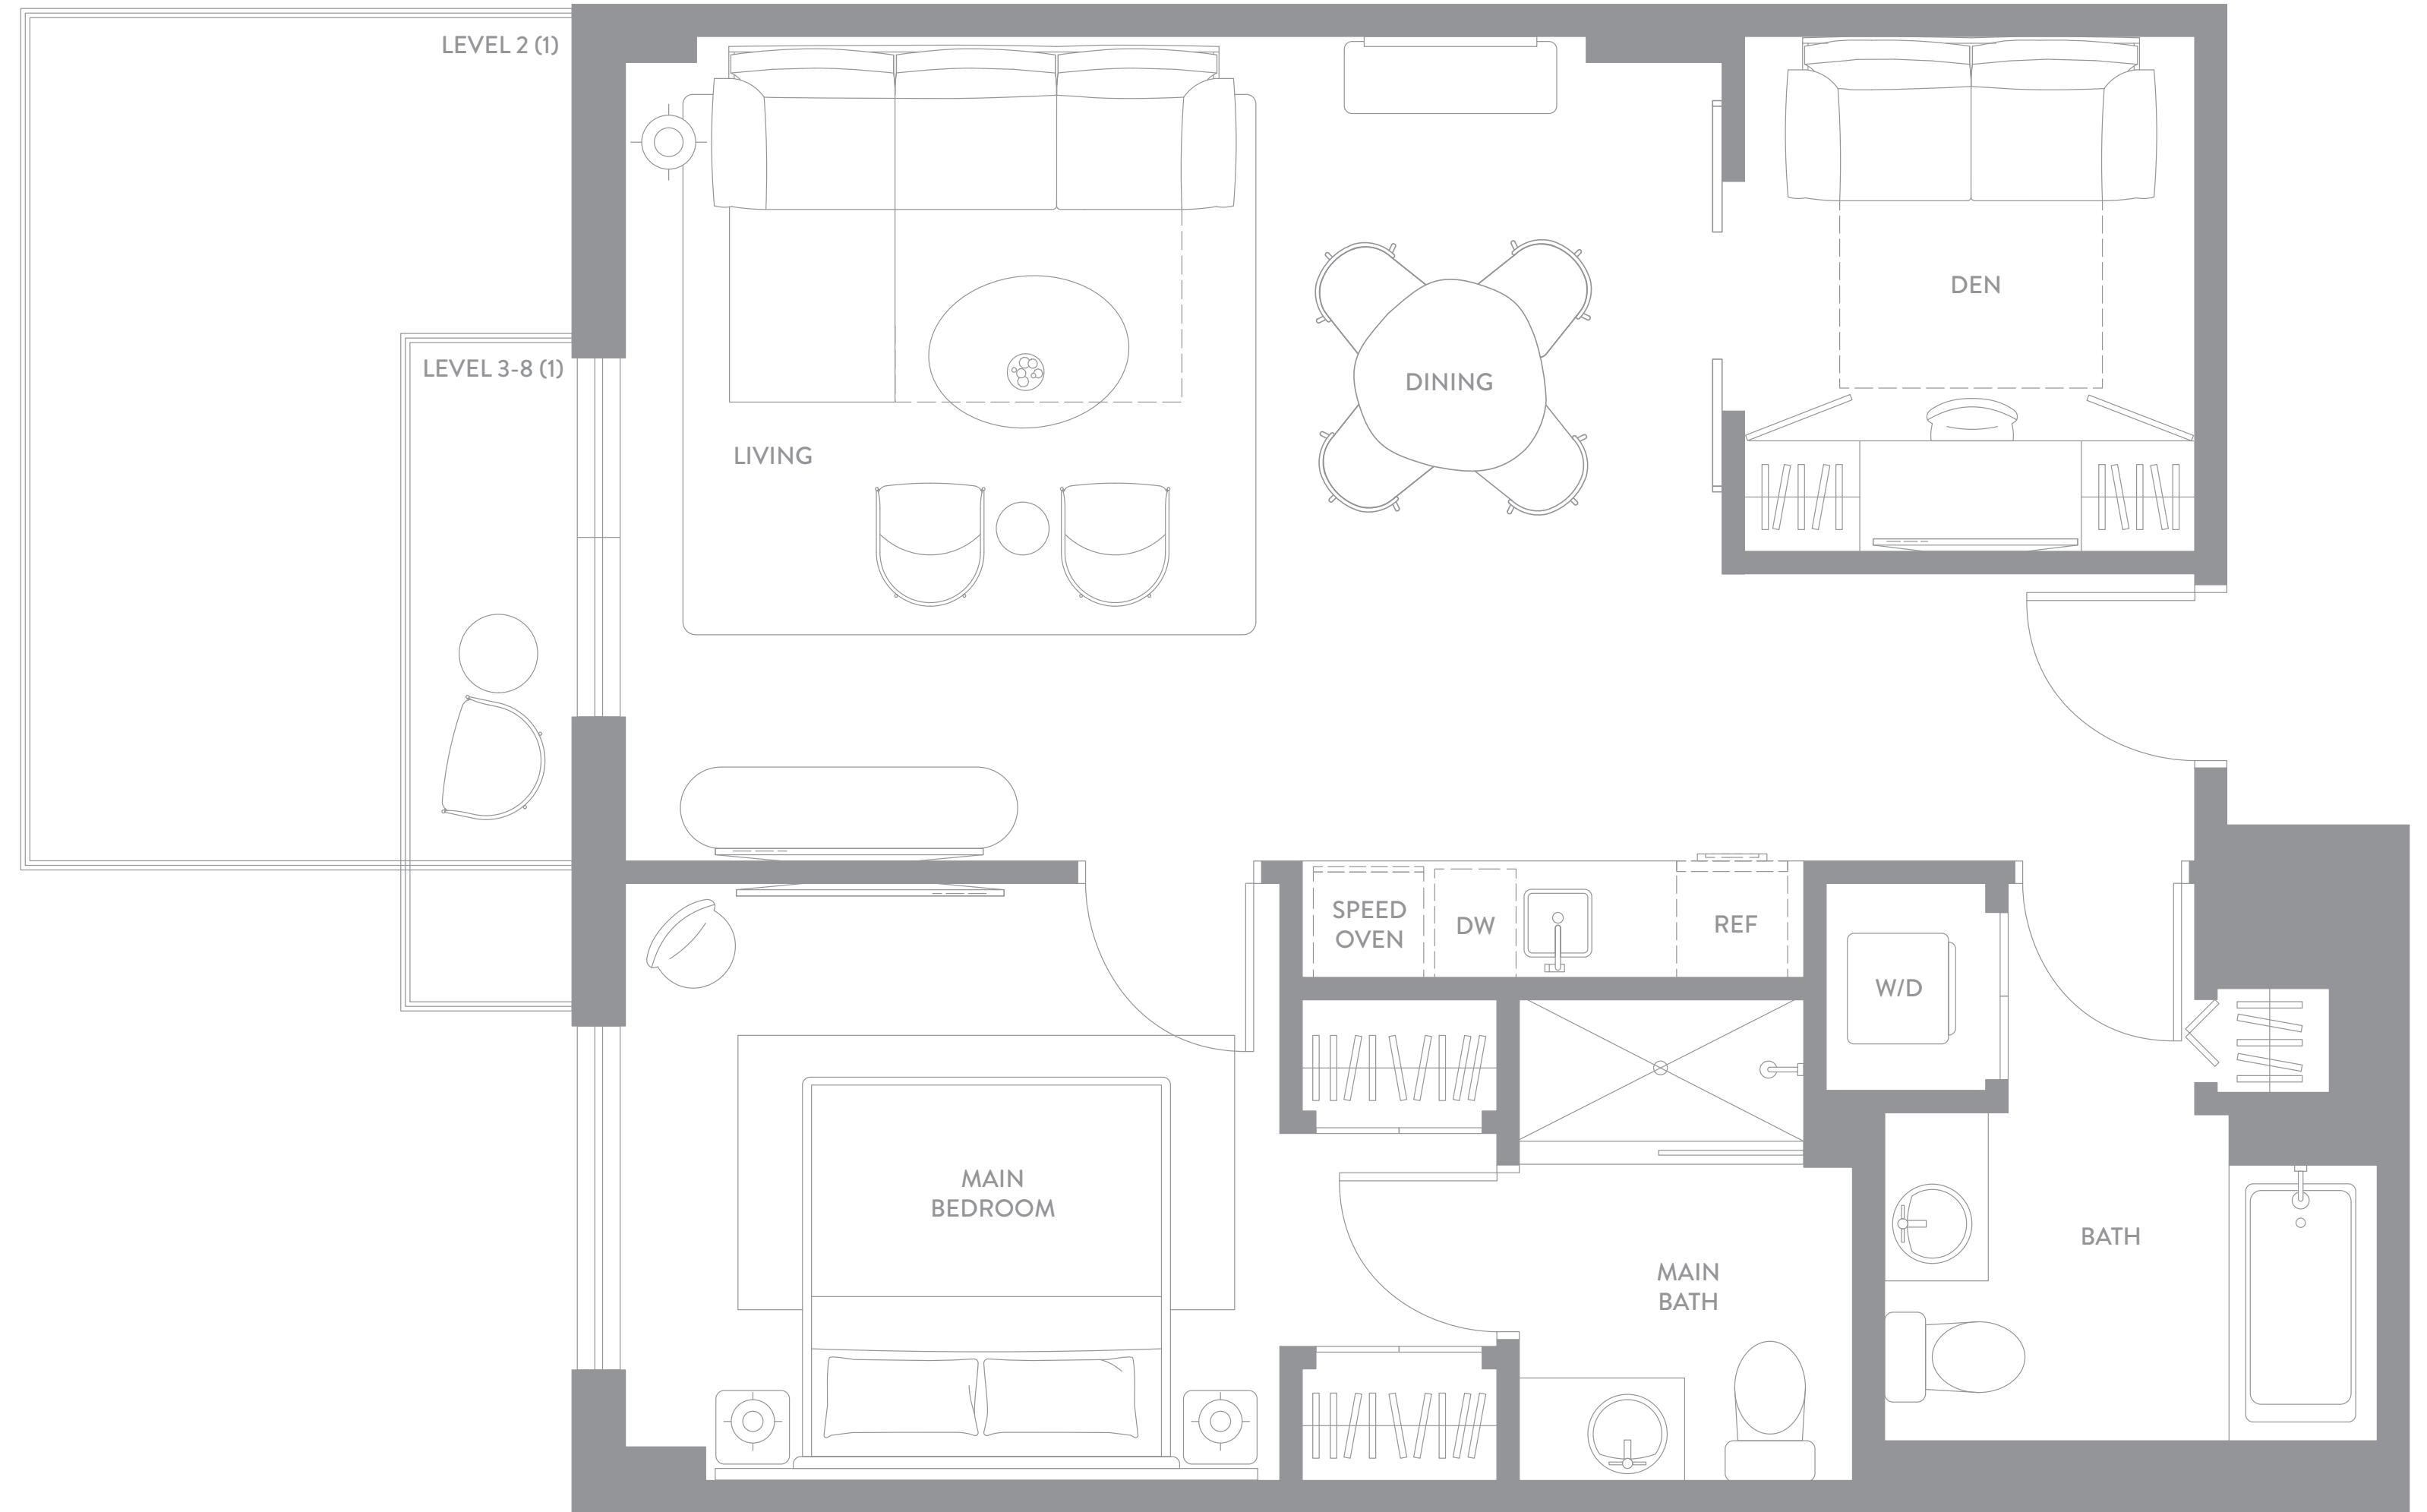 LEVEL 2 (1)
LEVEL 3-8 (1)
DEN
DINING
LIVING
SPEED
OVEN
DW
REF
W/D
MAIN
BEDROOM
BATH
MAIN
BATH